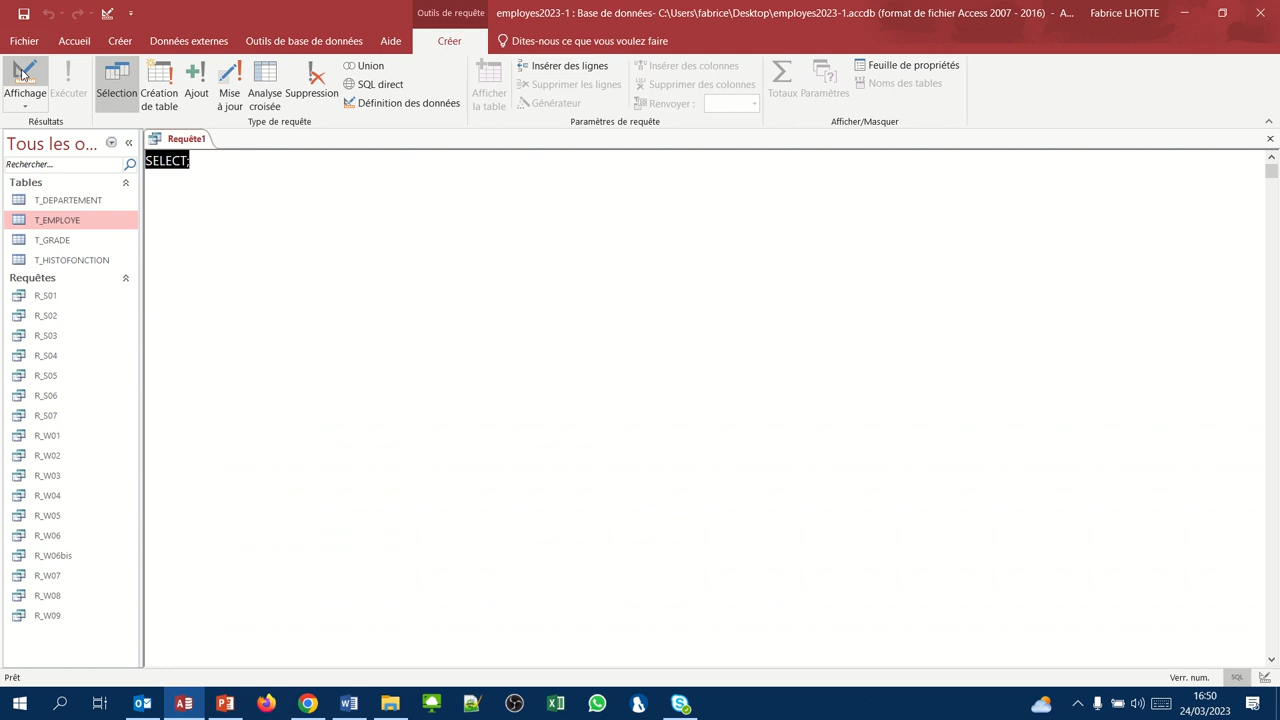 Outils de requête
employes2023-1 : Base de données- C:\Users\fabrice\Desktop\employes2023-1.accdb (format de fichier Access 2007 - 2016) - A...
Fabrice LHOTTE
Fichier
Accueil
Créer
Données externes
Outils de base de données
Aide
Créer
Dites-nous ce que vous voulez faire
Affichage
Exécuter
Résultats
Sélection
Création de table
Ajout
Mise à jour
Analyse croisée
Suppression
Union
SQL direct
Définition des données
Type de requête
Afficher la table
Insérer des lignes
Supprimer les lignes
Générateur
Insérer des colonnes
Supprimer des colonnes
Renvoyer :
Paramètres de requête
Totaux
Paramètres
Feuille de propriétés
Noms des tables
Afficher/Masquer
Tous les o...
Rechercher...
Tables
T_DEPARTEMENT
T_EMPLOYE
T_GRADE
T_HISTOFONCTION
Requêtes
R_S01
R_S02
R_S03
R_S04
R_S05
R_S06
R_S07
R_W01
R_W02
R_W03
R_W04
R_W05
R_W06
R_W06bis
R_W07
R_W08
R_W09
Requête1
SELECT;
Prêt
Verr. num.
SQL
16:50
24/03/2023